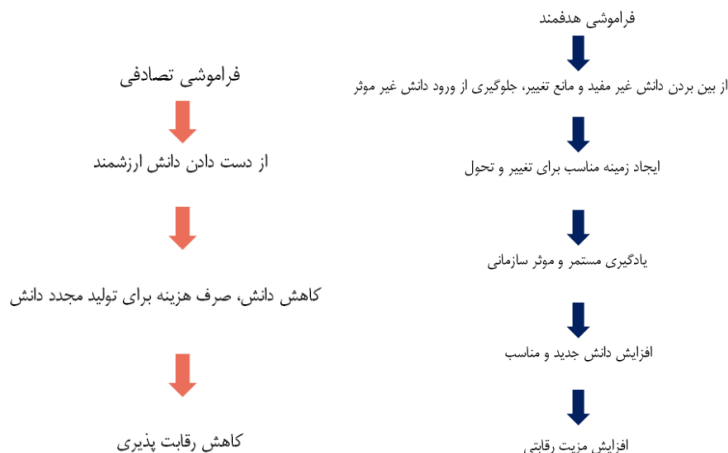 فراموشی هدفمند
از بین بردن دانش غیر مفید و مانع تغییر، جلوگیری از ورود دانش غیر موثر
ایجاد زمینه مناسب برای تغییر و تحول
یادگیری مستمر و موثر سازمانی
افزایش دانش جدید و مناسب
افزایش مزیت رقابتی
فراموشی تصادفی
از دست دادن دانش ارزشمند
کاهش دانش، صرف هزینه برای تولید مجدد دانش
کاهش رقابت پذیری